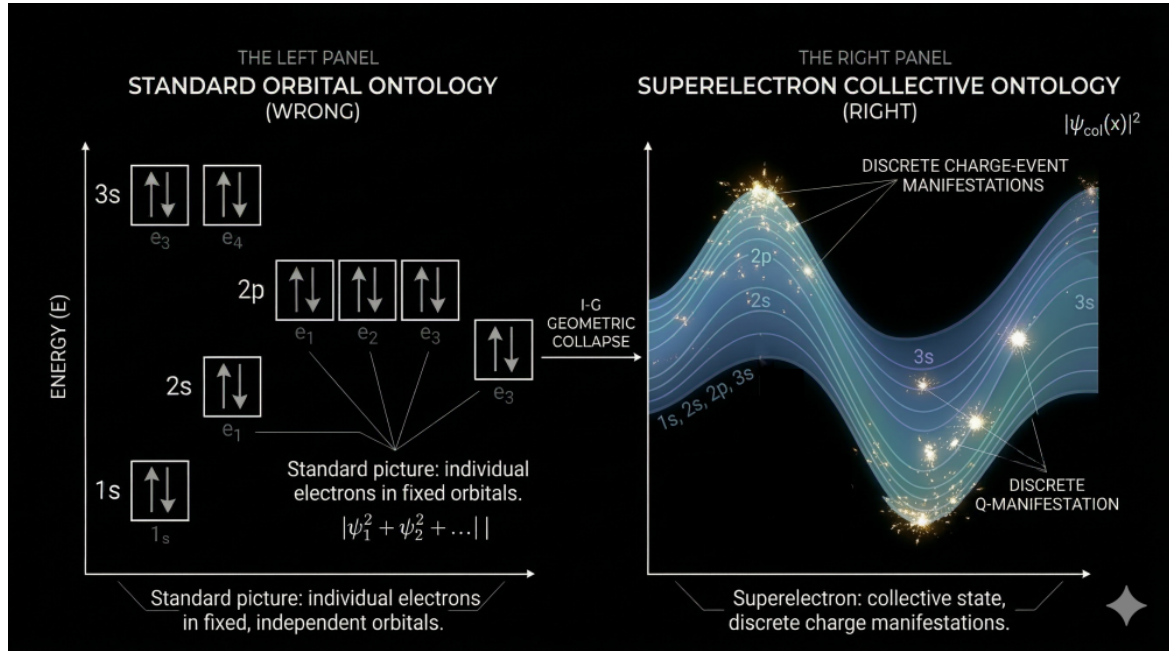 THE LEFT PANEL
STANDARD ORBITAL ONTOLOGY
(WRONG)
ENERGY (E)
3s
e₃
e₄
2p
e₁
e₂
e₃
e₃
2s
e₁
1s
1ₛ
Standard picture: individual
electrons in fixed orbitals.
|ψ₁² + ψ₂² + ...| |
Standard picture: individual electrons
in fixed, independent orbitals.
I-G
GEOMETRIC
COLLAPSE
THE RIGHT PANEL
SUPERELECTRON COLLECTIVE ONTOLOGY
(RIGHT)
|ψcol(x)|²
DISCRETE CHARGE-EVENT
MANIFESTATIONS
2p
2s
3s
3s
1s, 2s, 2p, 3s
DISCRETE
Q-MANIFESTATION
Superelectron: collective state,
discrete charge manifestations.